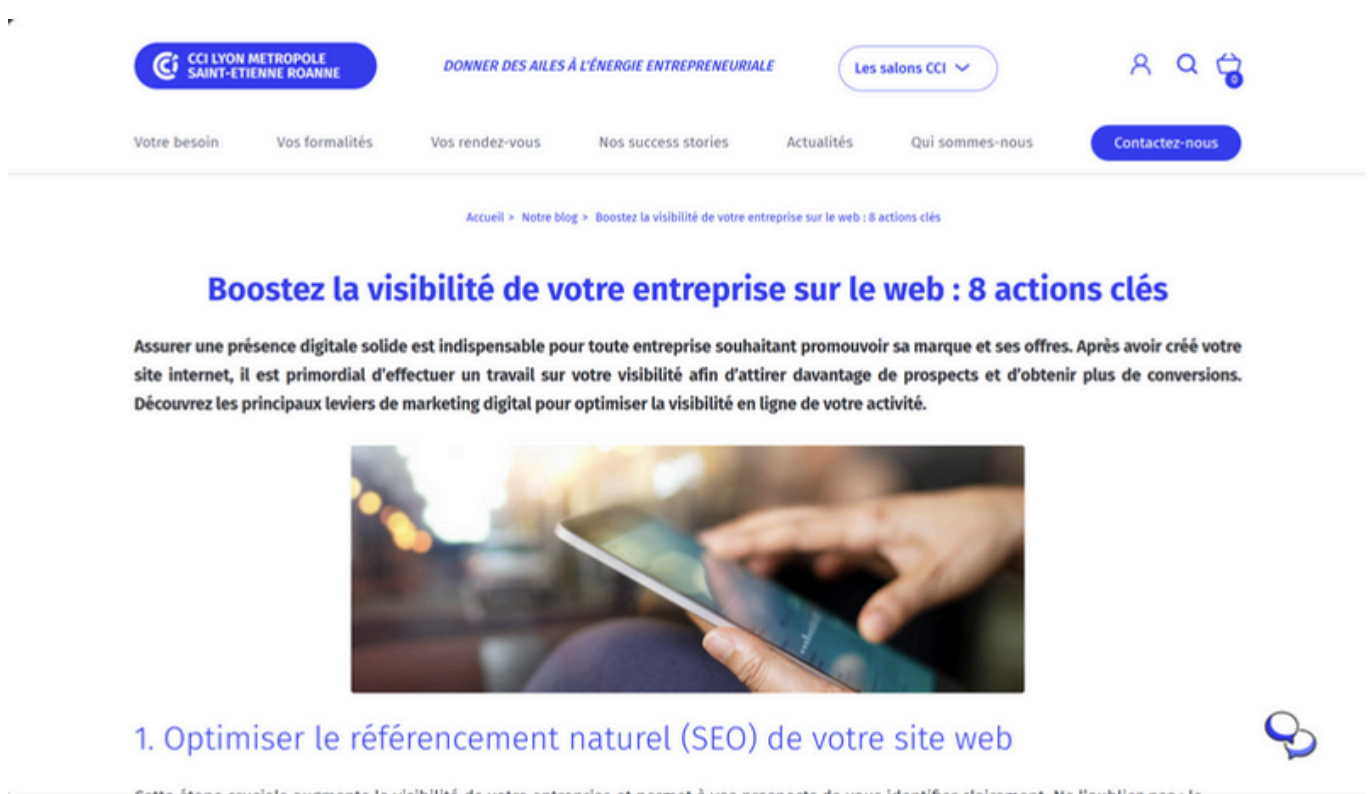 CCI LYON METROPOLE
SAINT-ETIENNE ROANNE
DONNER DES AILES À L'ÉNERGIE ENTREPRENEURIALE
Les salons CCI
0
Votre besoin
Vos formalités
Vos rendez-vous
Nos success stories
Actualités
Qui sommes-nous
Contactez-nous
Accueil > Notre blog > Boostez la visibilité de votre entreprise sur le web : 8 actions clés
Boostez la visibilité de votre entreprise sur le web : 8 actions clés
Assurer une présence digitale solide est indispensable pour toute entreprise souhaitant promouvoir sa marque et ses offres. Après avoir créé votre
site internet, il est primordial d'effectuer un travail sur votre visibilité afin d'attirer davantage de prospects et d'obtenir plus de conversions.
Découvrez les principaux leviers de marketing digital pour optimiser la visibilité en ligne de votre activité.
1. Optimiser le référencement naturel (SEO) de votre site web